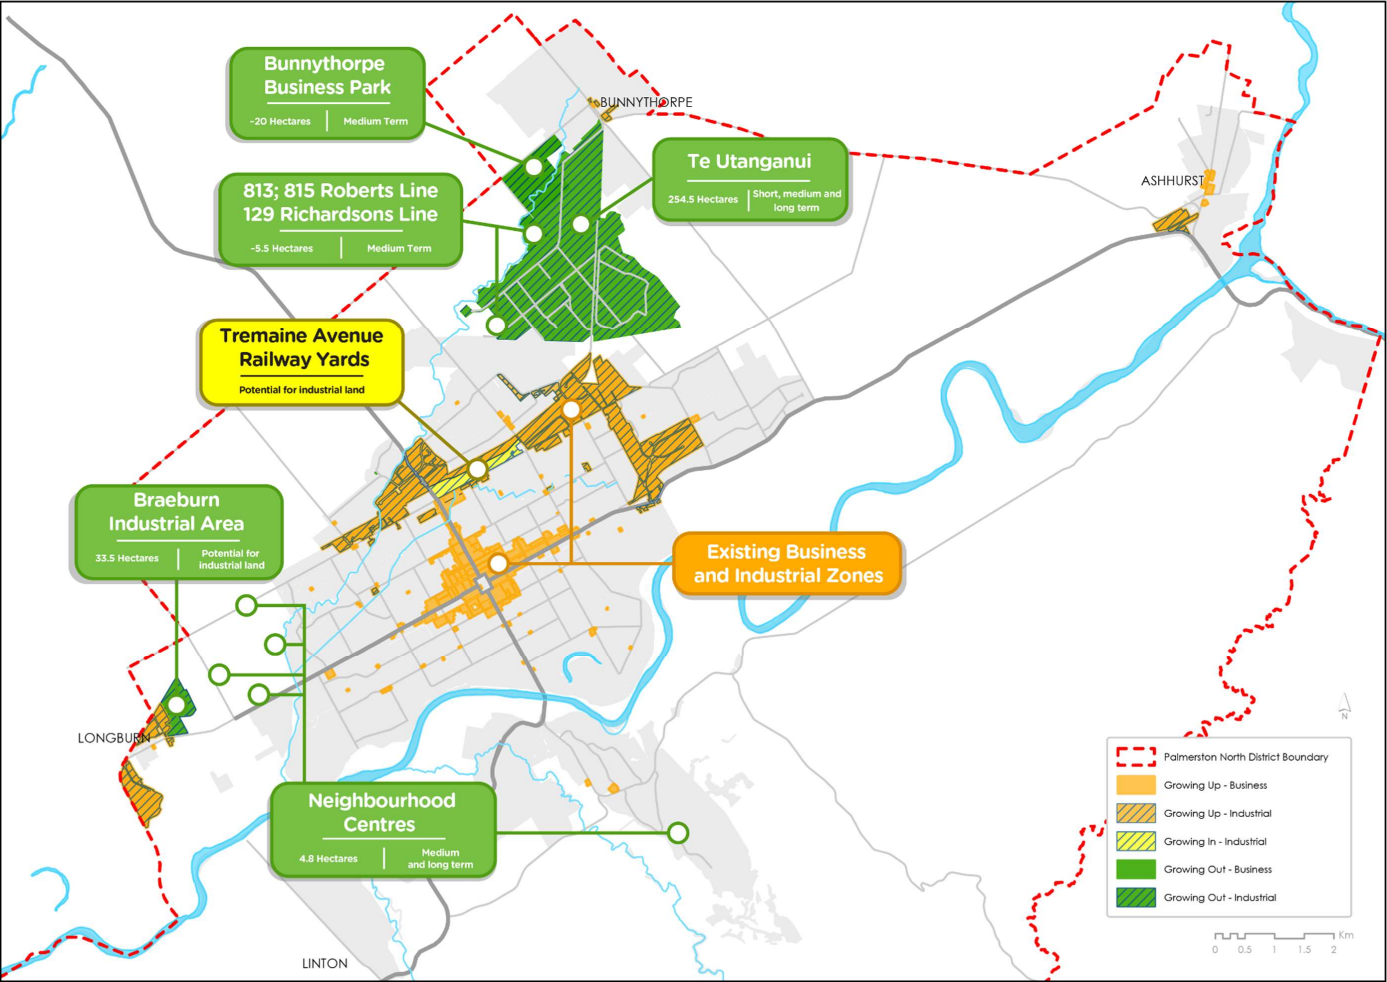 Bunnythorpe
Business Park
~20 Hectares
Medium Term
BUNNYTHORPE
Te Utanganui
254.5 Hectares
Short, medium and
long term
ASHHURST
813; 815 Roberts Line
129 Richardsons Line
~5.5 Hectares
Medium Term
Tremaine Avenue
Railway Yards
Potential for industrial land
Braeburn
Industrial Area
33.5 Hectares
Potential for
industrial land
Existing Business
and Industrial Zones
LONGBURN
Neighbourhood
Centres
4.8 Hectares
Medium
and long term
LINTON
N
Palmerston North District Boundary
Growing Up - Business
Growing Up - Industrial
Growing In - Industrial
Growing Out - Business
Growing Out - Industrial
Km
0 0.5 1 1.5 2